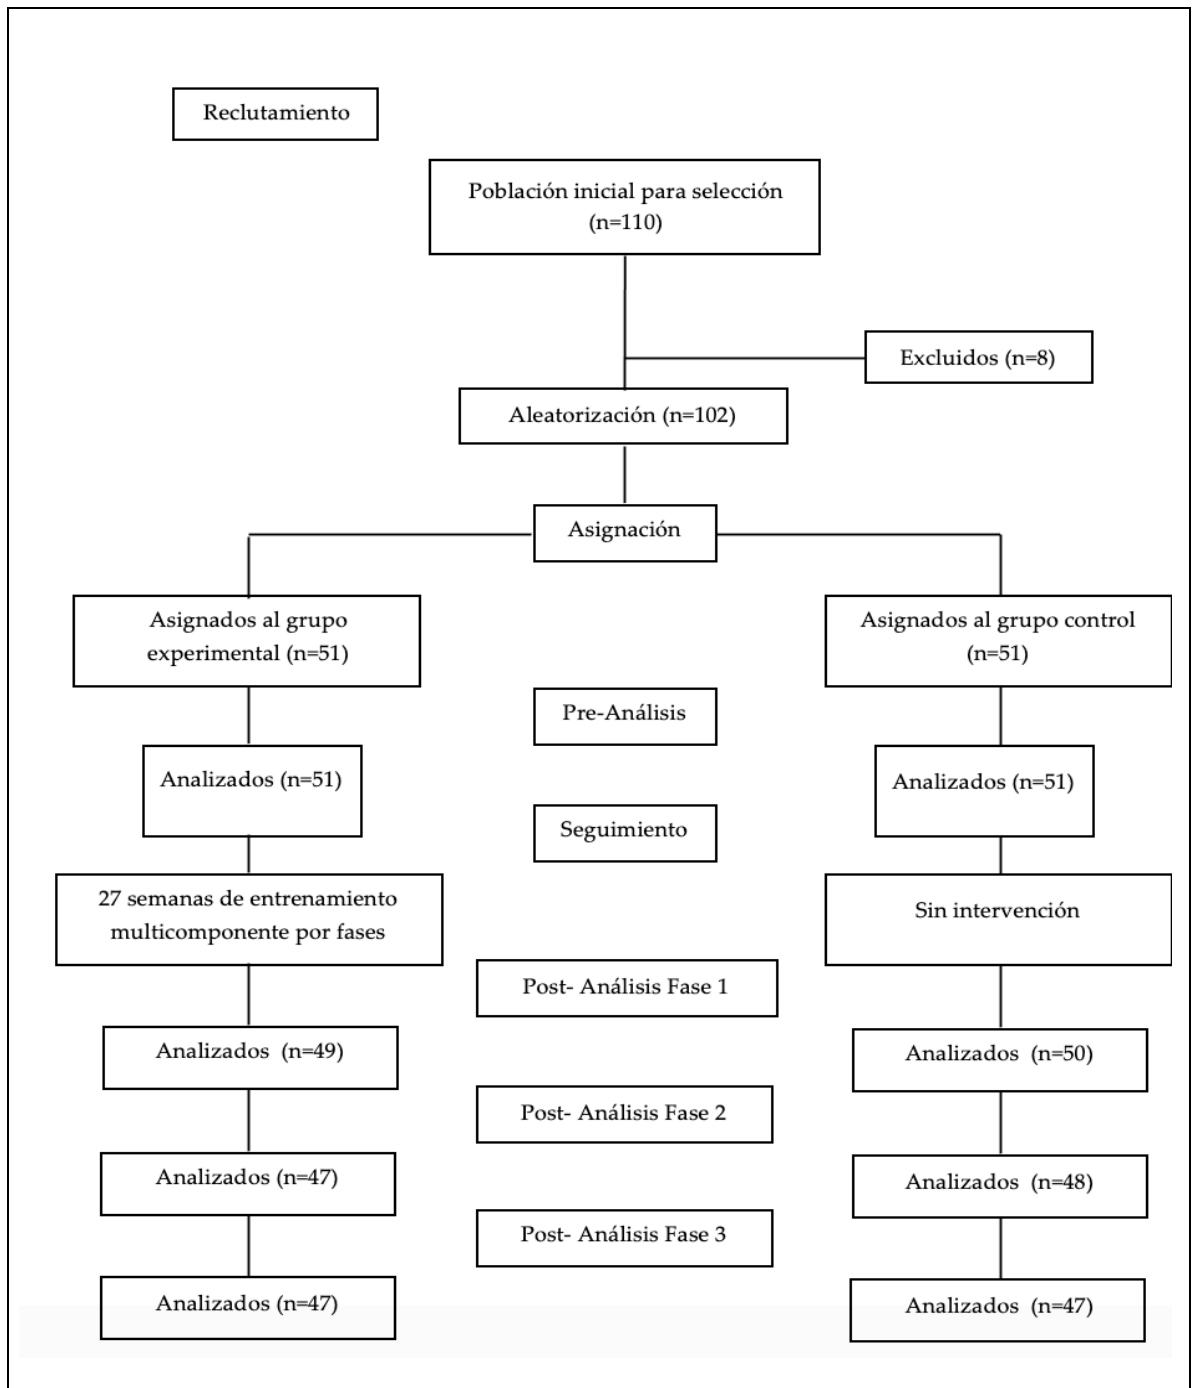 Reclutamiento
Población inicial para selección
(n=110)
Excluidos (n=8)
Aleatorización (n=102)
Asignación
Asignados al grupo
experimental (n=51)
Asignados al grupo control
(n=51)
Pre-Análisis
Analizados (n=51)
Analizados (n=51)
Seguimiento
27 semanas de entrenamiento
multicomponente por fases
Sin intervención
Post- Análisis Fase 1
Analizados  (n=49)
Analizados  (n=50)
Post- Análisis Fase 2
Analizados (n=47)
Analizados  (n=48)
Post- Análisis Fase 3
Analizados (n=47)
Analizados  (n=47)